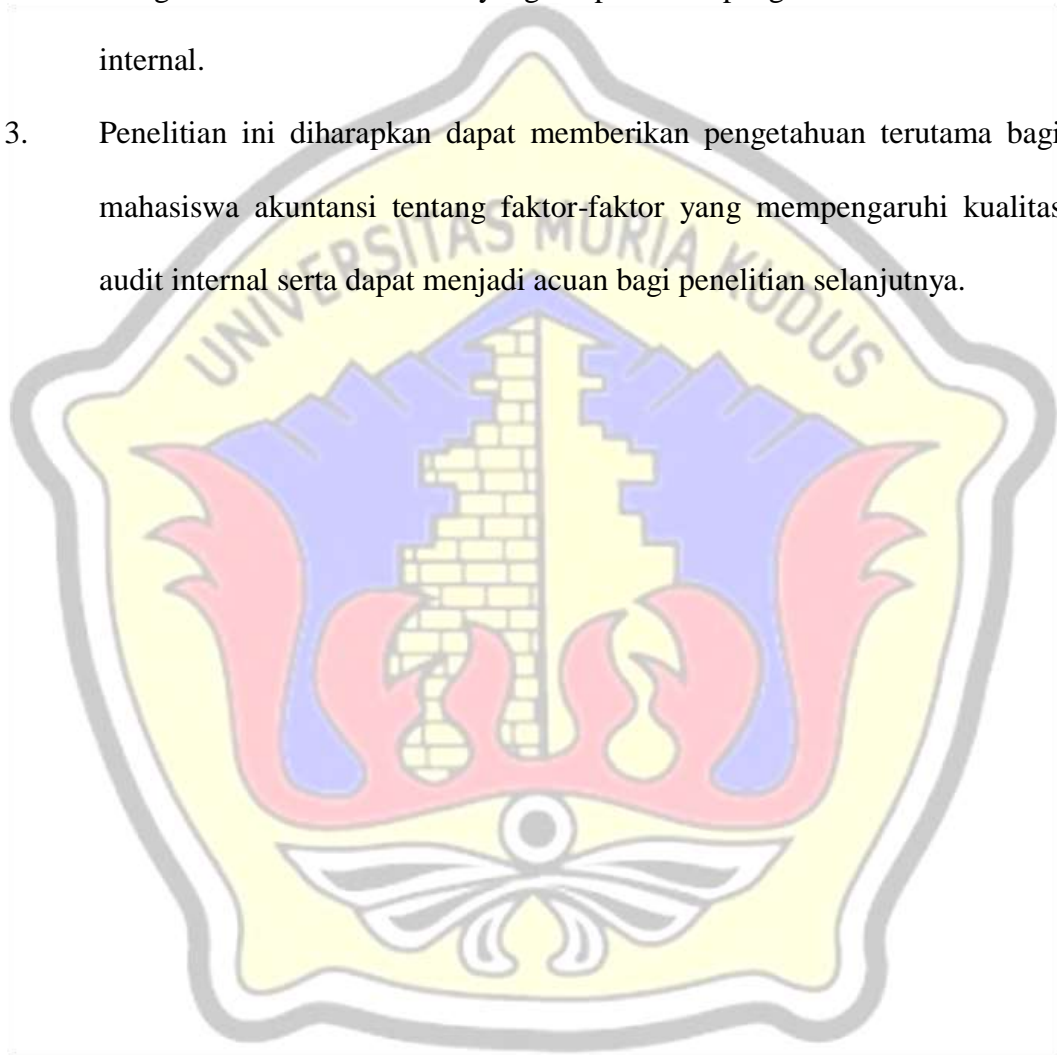 internal.
3. Penelitian ini diharapkan dapat memberikan pengetahuan terutama bagi
mahasiswa akuntansi tentang faktor-faktor yang mempengaruhi kualitas
audit internal serta dapat menjadi acuan bagi penelitian selanjutnya.
UNIVERSITAS MURIA KUDUS